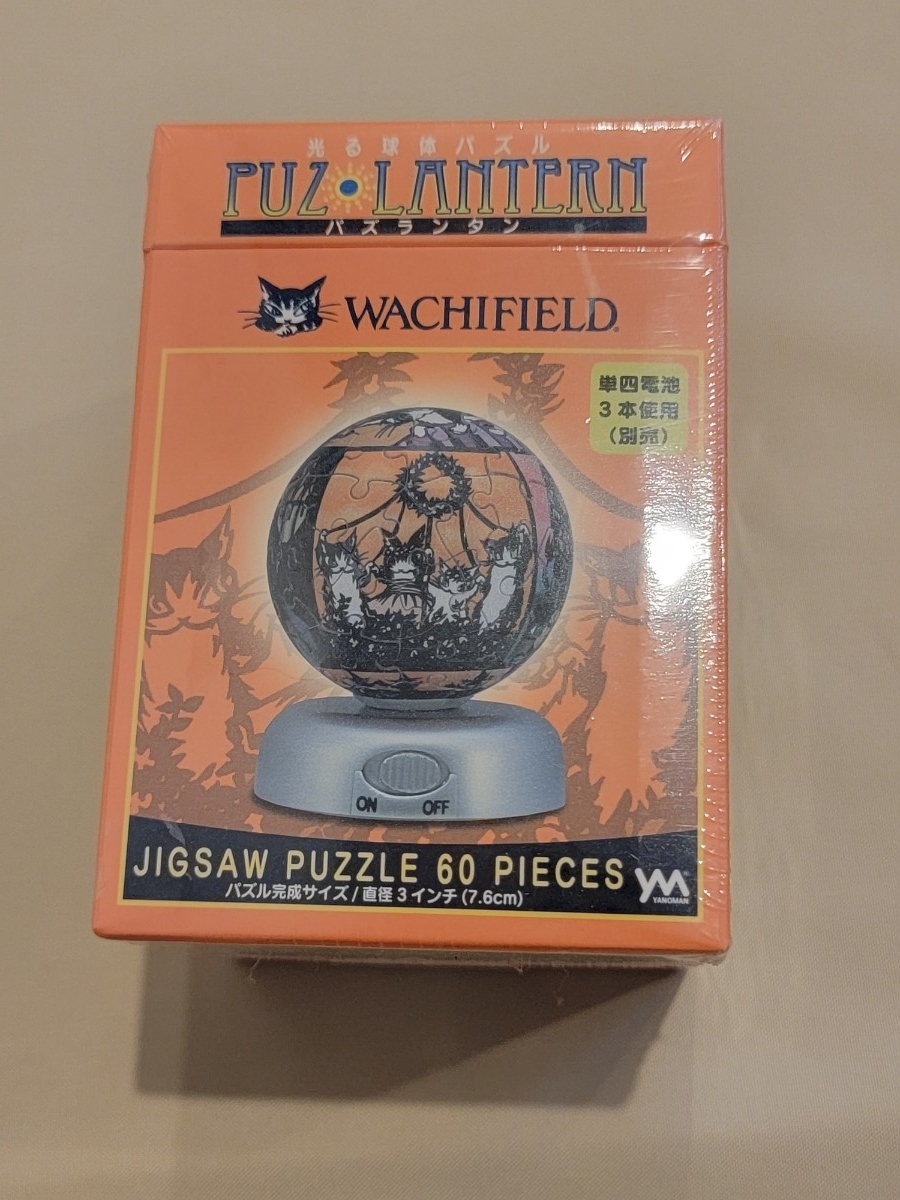 光る球体パズル
PUZ LANTERN
パズランタン
WACHIFIELD
単四電池
3本使用
(別売)
ON OFF
JIGSAW PUZZLE 60 PIECES
パズル完成サイズ/直径3インチ(7.6cm)
YANOMAN